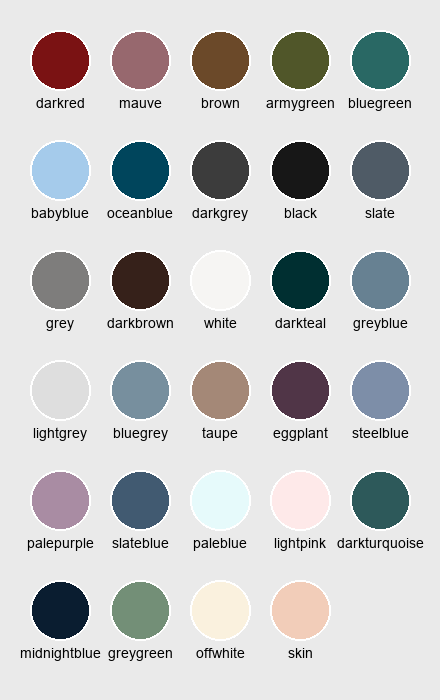 darkred mauve brown armygreen bluegreen
babyblue oceanblue darkgrey black slate
grey darkbrown white darkteal greyblue
lightgrey bluegrey taupe eggplant steelblue
palepurple slateblue paleblue lightpink darkturquoise
midnightblue greygreen offwhite skin